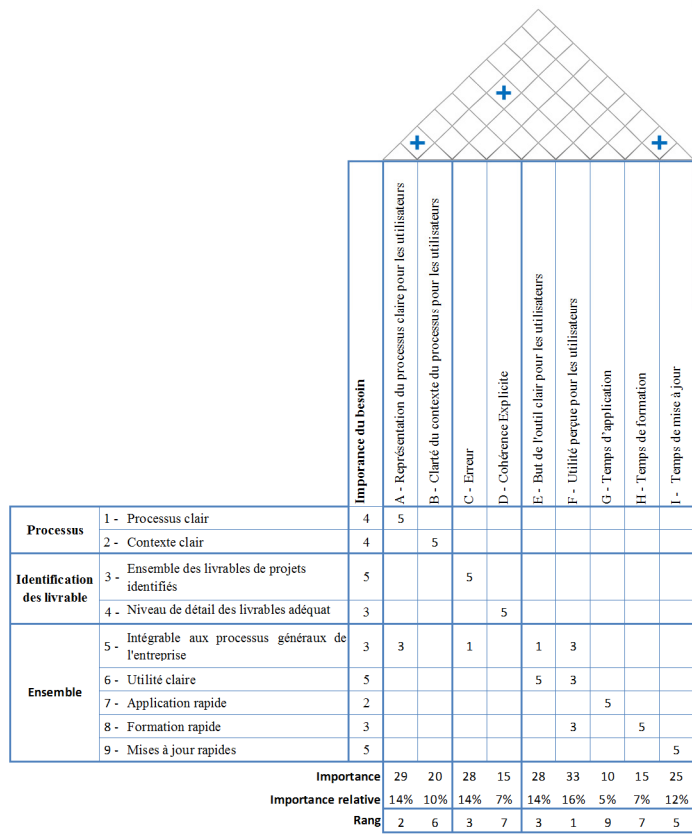 +
+
+
Imporance du besoin
A - Représentation du processus claire pour les utilisateurs
B - Clarté du contexte du processus pour les utilisateurs
C - Erreur
D - Cohérence Explicite
E - But de l'outil clair pour les utilisateurs
F - Utilité perçue pour les utilisateurs
G - Temps d'application
H - Temps de formation
I - Temps de mise à jour
Processus
1 - Processus clair 4 5
2 - Contexte clair 4 5
Identification
des livrable
3 - Ensemble des livrables de projets
identifiés 5 5
4 - Niveau de détail des livrables adéquat 3 5
Ensemble
5 - Intégrable aux processus généraux de
l'entreprise 3 3 1 1 3
6 - Utilité claire 5 5 3
7 - Application rapide 2 5
8 - Formation rapide 3 3 5
9 - Mises à jour rapides 5 5
Importance 29 20 28 15 28 33 10 15 25
Importance relative 14% 10% 14% 7% 14% 16% 5% 7% 12%
Rang 2 6 3 7 3 1 9 7 5